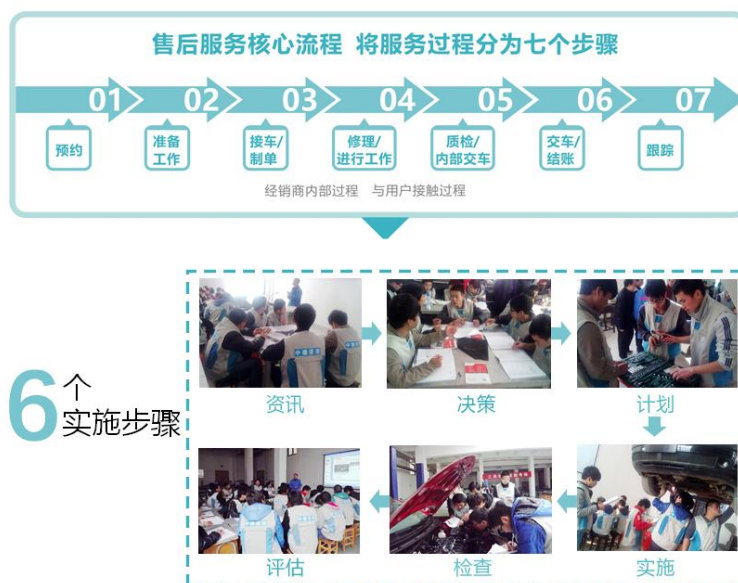 售后服务核心流程 将服务过程分为七个步骤
01 02 03 04 05 06 07
预约
准备
工作
接车/
制单
修理/
进行工作
质检/
内部交车
交车/
结账
跟踪
经销商内部过程 与用户接触过程
6个
实施步骤
资讯 决策 计划
评估 检查 实施